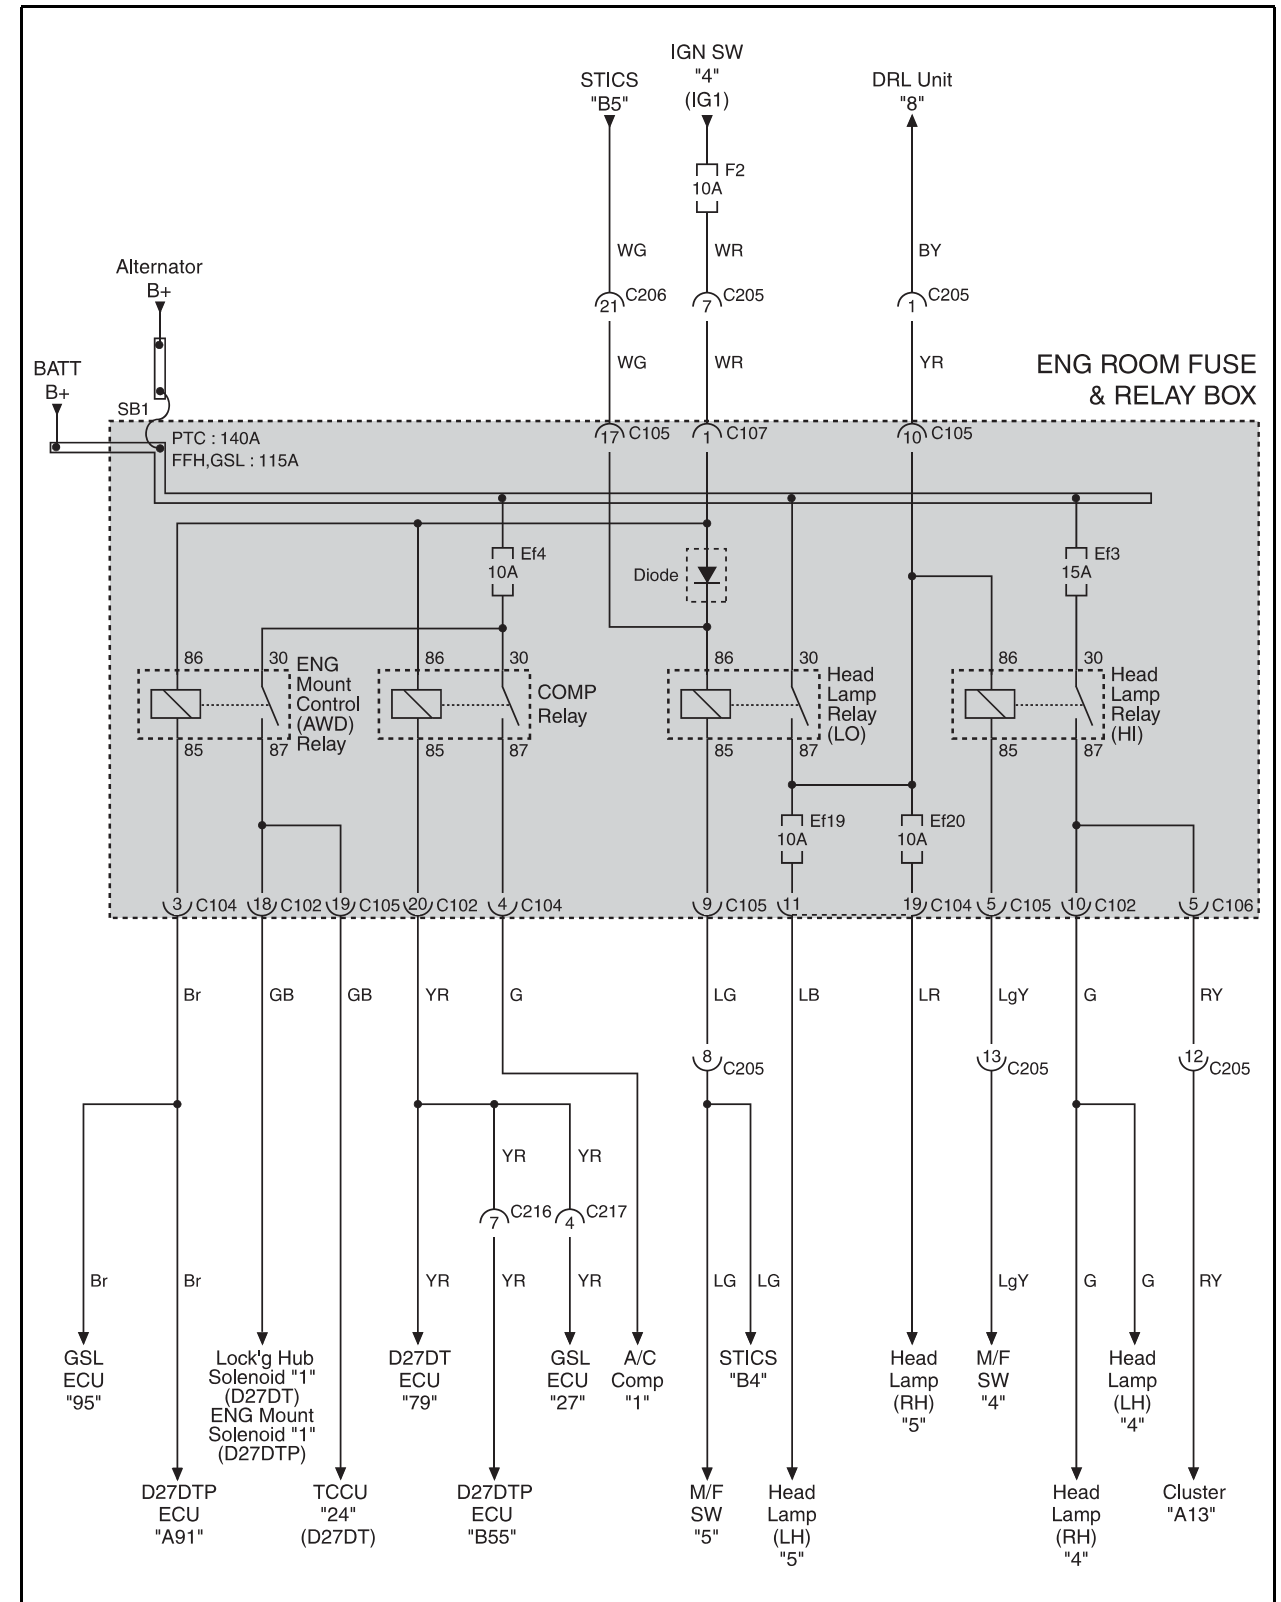 IGN SW
"4"
(IG1)
STICS
"B5"
DRL Unit
"8"
F2
10A
WG
WR
BY
Alternator
B+
21
C206
7
C205
1
C205
BATT
B+
WG
WR
YR
ENG ROOM FUSE
& RELAY BOX
SB1
PTC : 140A
FFH,GSL : 115A
17
C105
1
C107
10
C105
Ef4
10A
Diode
Ef3
15A
86
30
ENG
Mount
Control
(AWD)
Relay
85
87
86
30
COMP
Relay
85
87
86
30
Head
Lamp
Relay
(LO)
85
87
86
30
Head
Lamp
Relay
(HI)
85
87
Ef19
10A
Ef20
10A
3
C104
18
C102
19
C105
20
C102
4
C104
9
C105
11
19
C104
5
C105
10
C102
5
C106
Br
GB
GB
YR
G
LG
LB
LR
LgY
G
RY
8
C205
13
C205
12
C205
YR
YR
7
C216
4
C217
Br
Br
YR
YR
YR
LG
LG
LgY
G
G
RY
GSL
ECU
"95"
Lock'g Hub
Solenoid "1"
(D27DT)
ENG Mount
Solenoid "1"
(D27DTP)
D27DT
ECU
"79"
GSL
ECU
"27"
A/C
Comp
"1"
STICS
"B4"
Head
Lamp
(RH)
"5"
M/F
SW
"4"
Head
Lamp
(LH)
"4"
D27DTP
ECU
"A91"
TCCU
"24"
(D27DT)
D27DTP
ECU
"B55"
M/F
SW
"5"
Head
Lamp
(LH)
"5"
Head
Lamp
(RH)
"4"
Cluster
"A13"